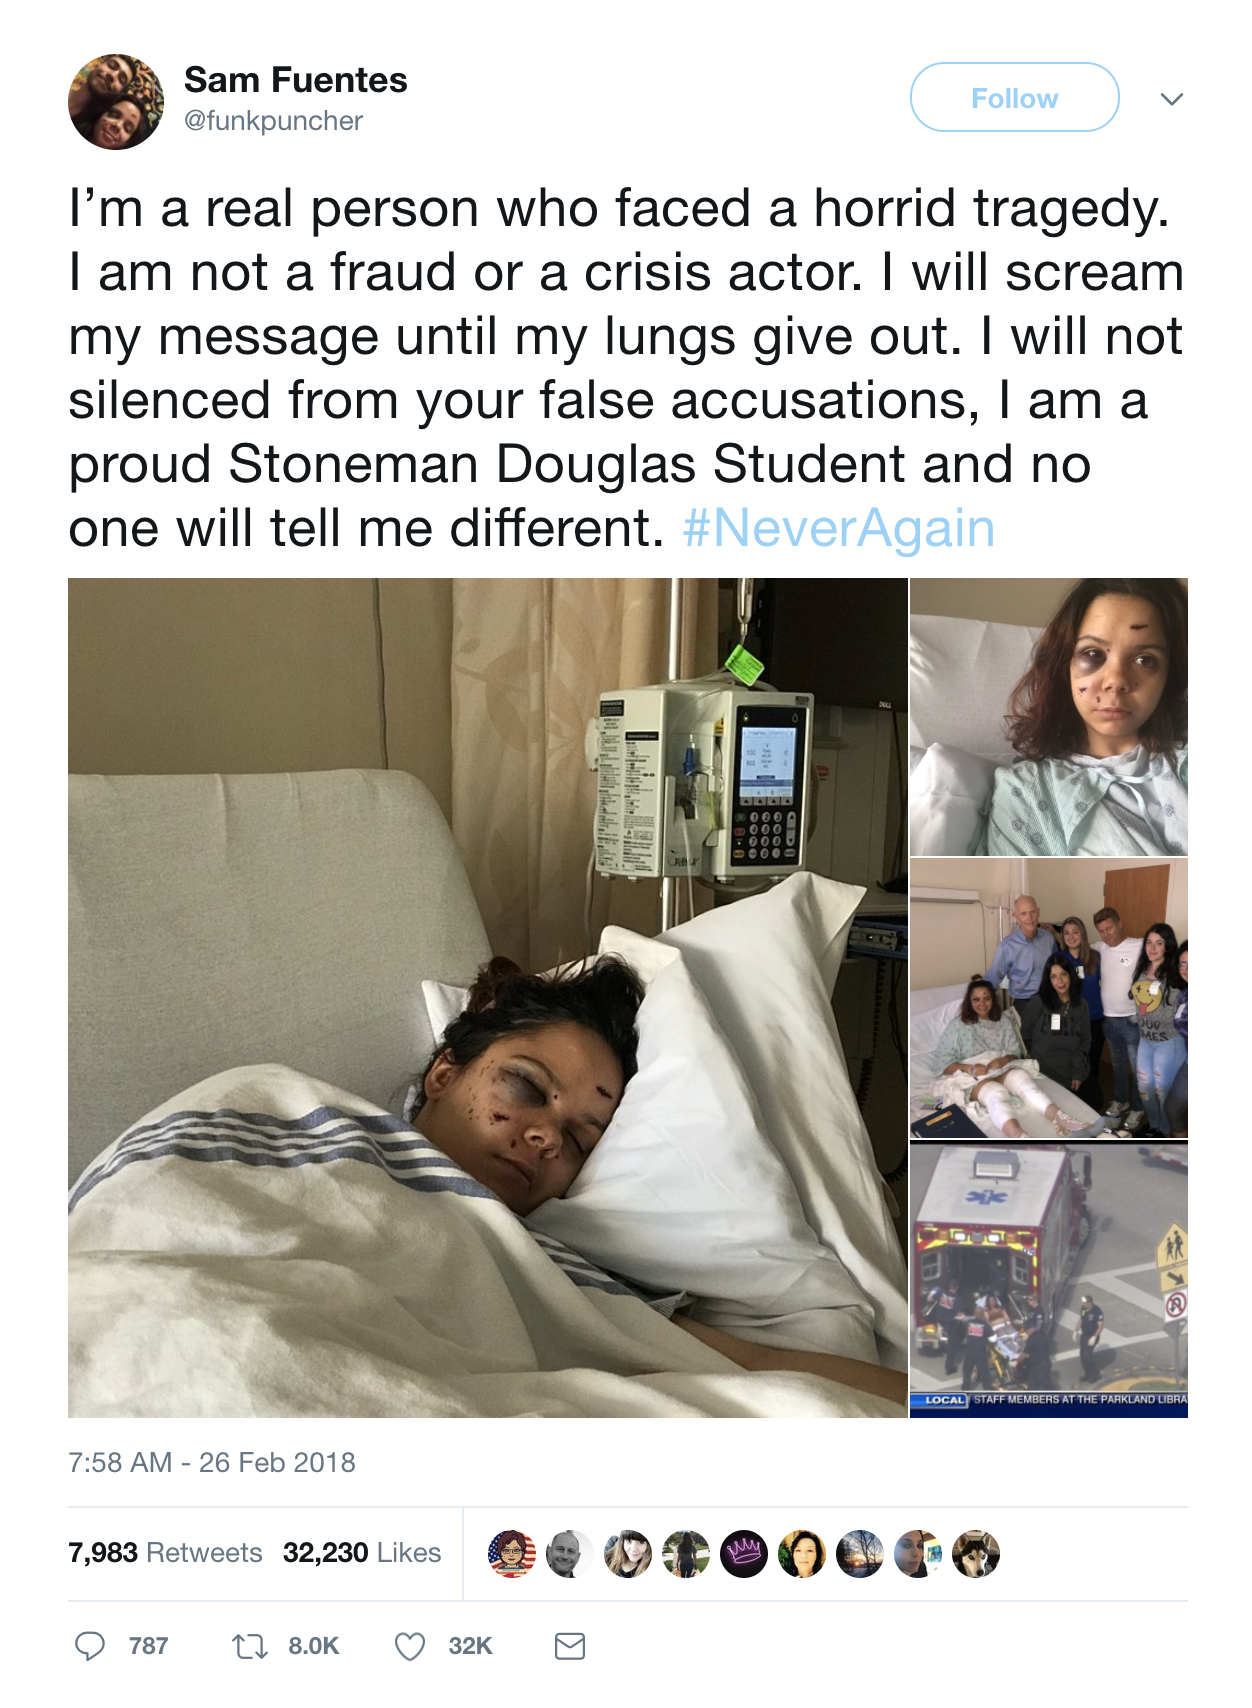 Sam Fuentes
@funkpuncher
Follow
I’m a real person who faced a horrid tragedy.
I am not a fraud or a crisis actor. I will scream
my message until my lungs give out. I will not
silenced from your false accusations, I am a
proud Stoneman Douglas Student and no
one will tell me different. #NeverAgain
DELL
LOCAL STAFF MEMBERS AT THE PARKLAND LIBRA
7:58 AM - 26 Feb 2018
7,983 Retweets 32,230 Likes
787 8.0K 32K